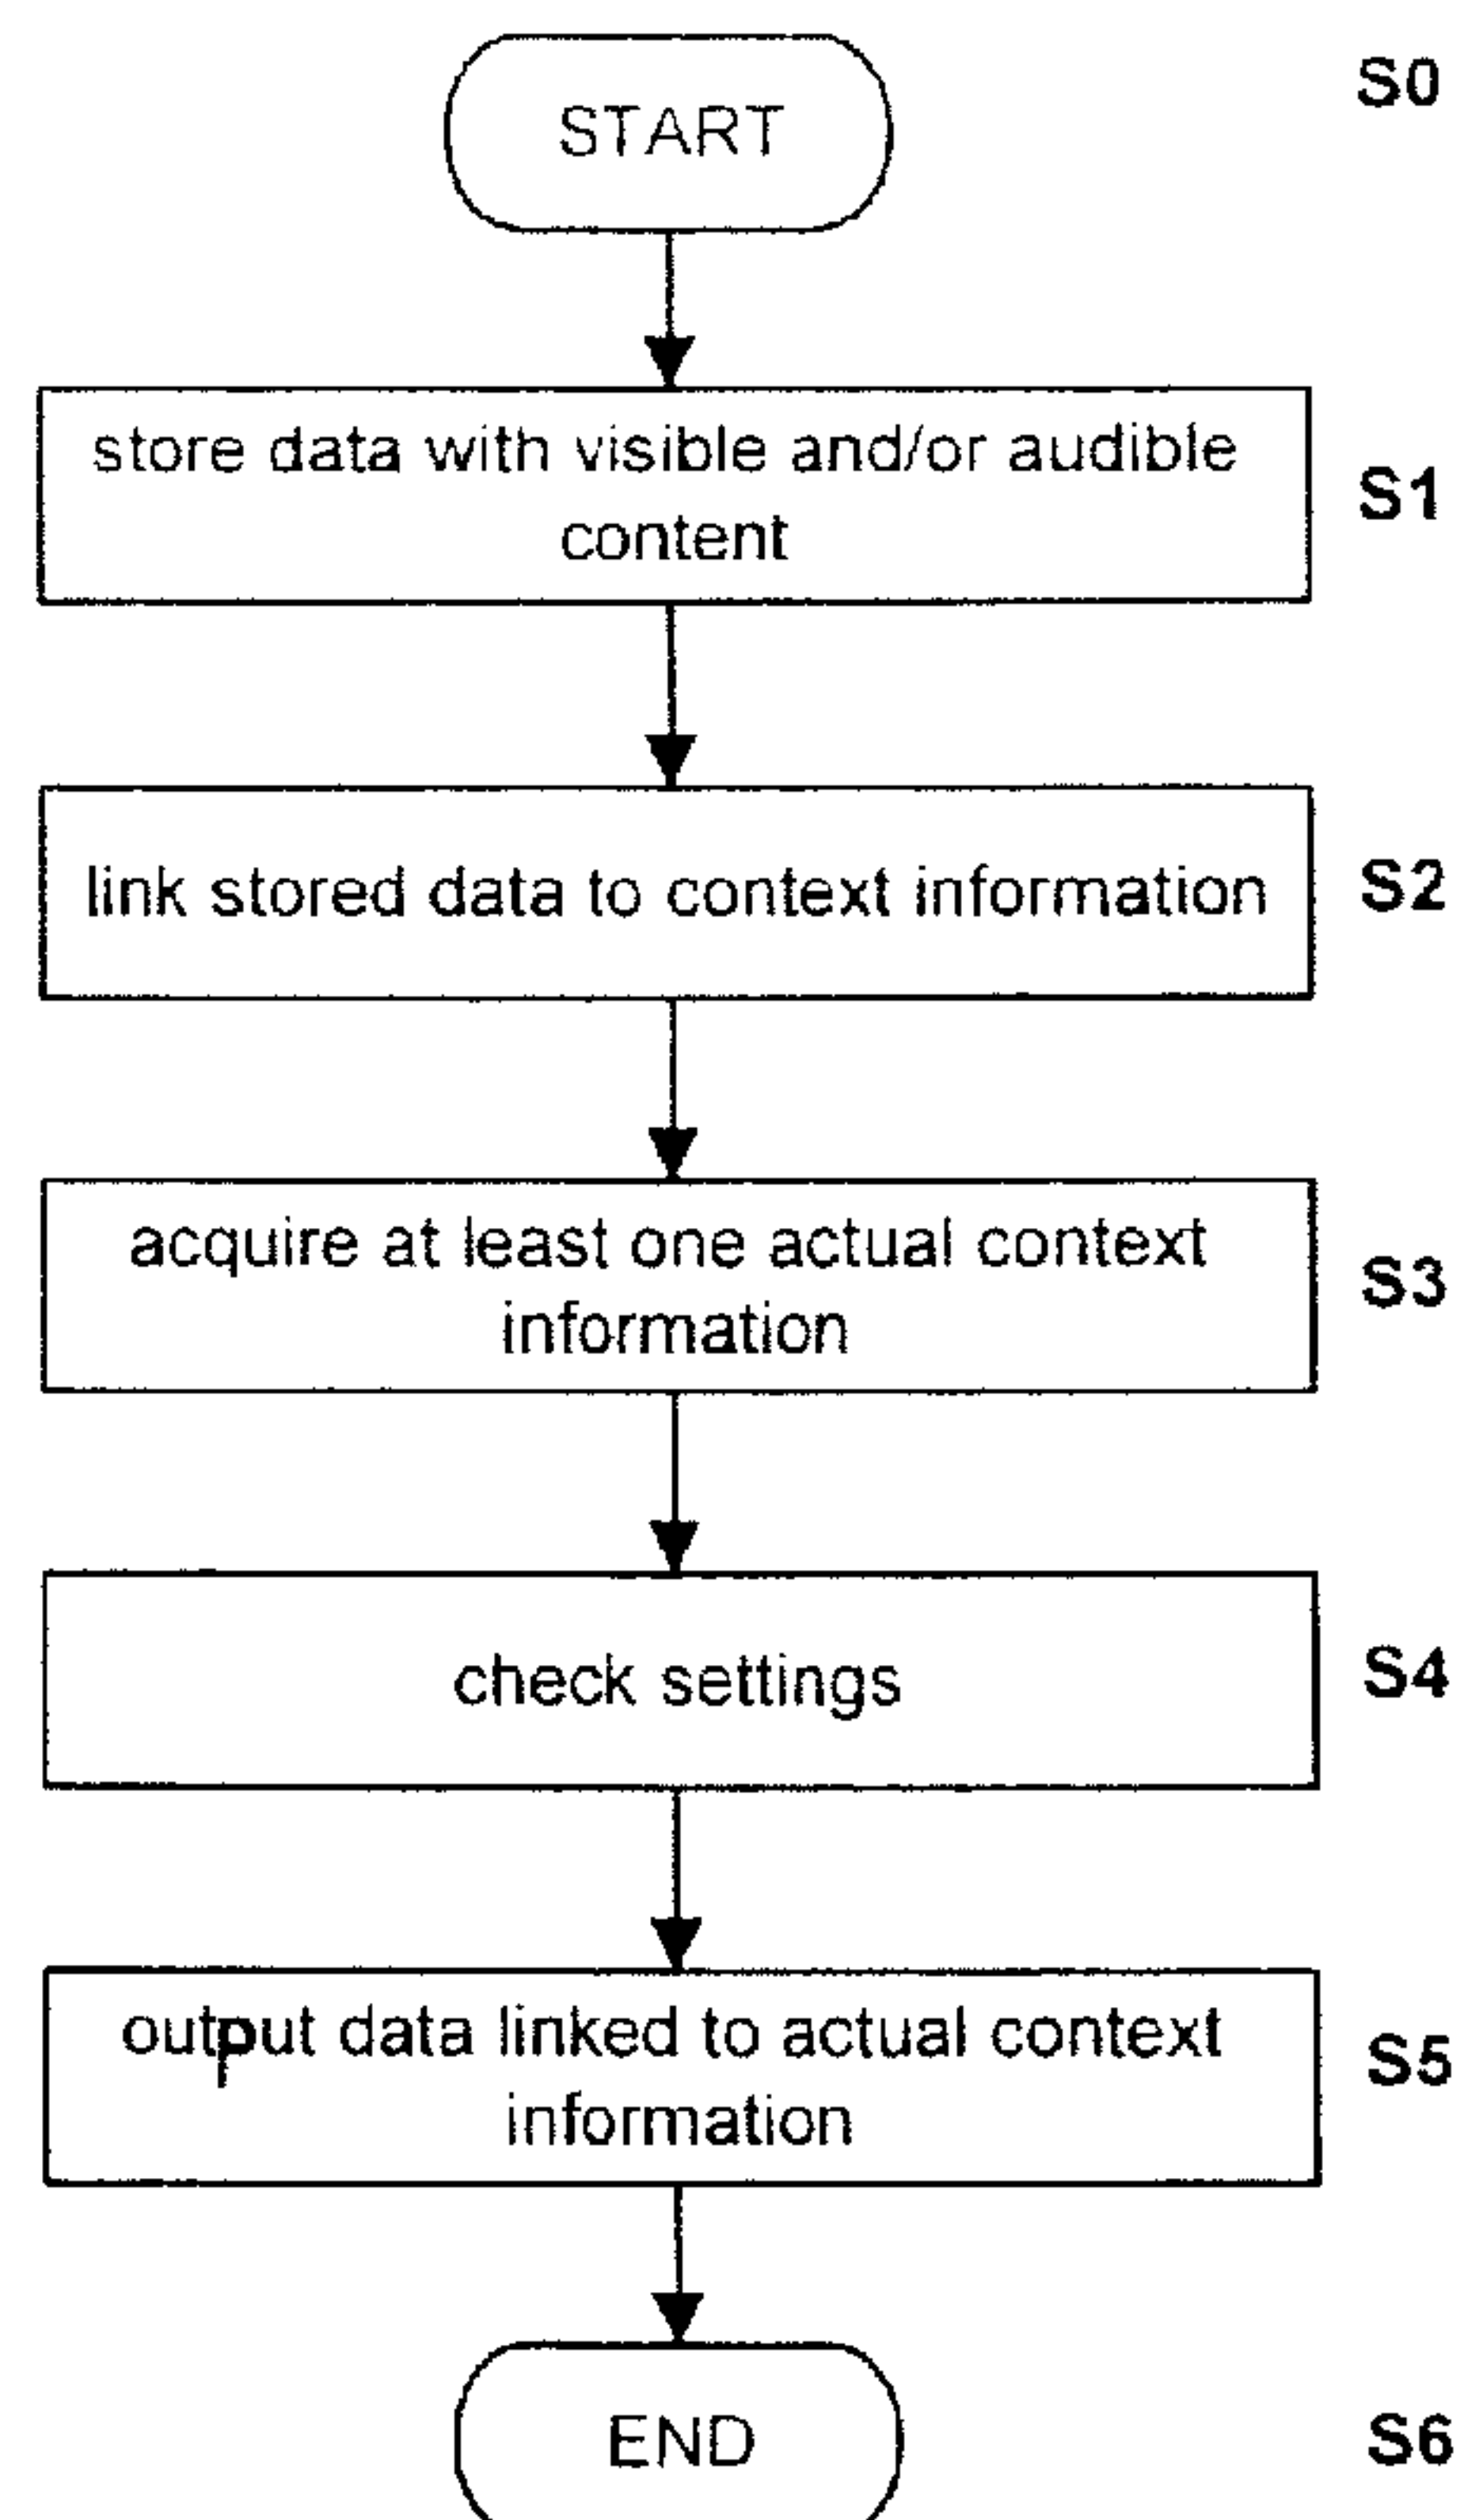 START
S0
store data with visible and/or audible
content
S1
link stored data to context information
S2
acquire at least one actual context
information
S3
check settings
S4
output data linked to actual context
information
S5
END
S6